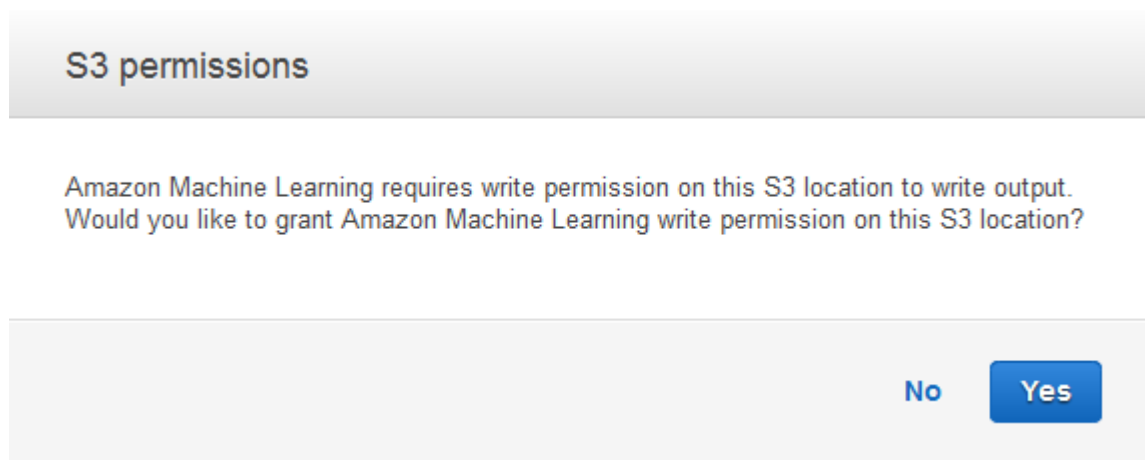 S3 permissions
Amazon Machine Learning requires write permission on this S3 location to write output.
Would you like to grant Amazon Machine Learning write permission on this S3 location?
No Yes